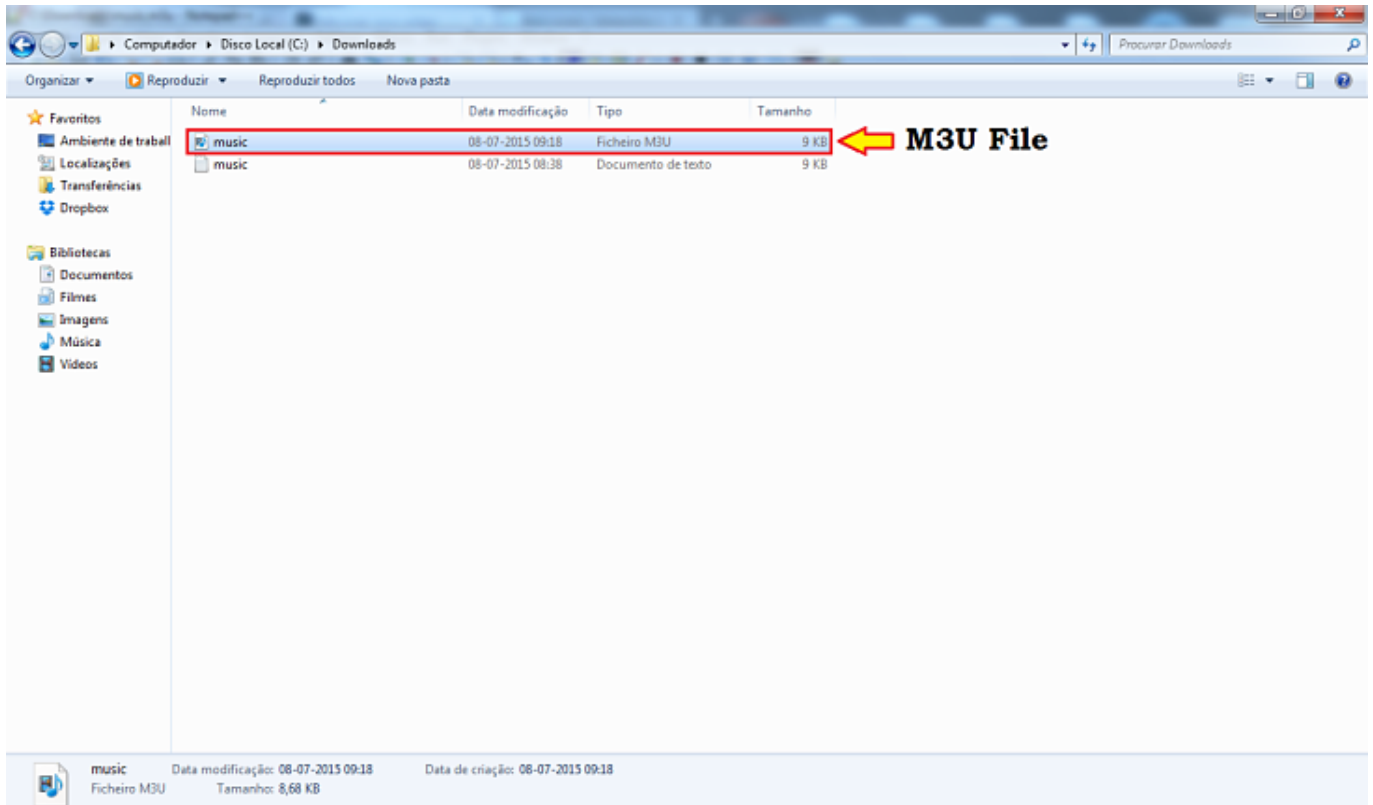 Computador Disco Local (C:) Downloads
Procurar Downloads
Organizar Reproduzir Reproduzir todos Nova pasta
Favoritos
Ambiente de traball
Localizações
Transferências
Dropbox
Bibliotecas
Documentos
Filmes
Imagens
Música
Vídeos
Nome Data modificação Tipo Tamanho
music 08-07-2015 09:18 Ficheiro M3U 9 KB
music 08-07-2015 08:38 Documento de texto 9 KB
M3U File
music Data modificação: 08-07-2015 09:18 Data de criação: 08-07-2015 09:18
Ficheiro M3U Tamanho: 8,68 KB